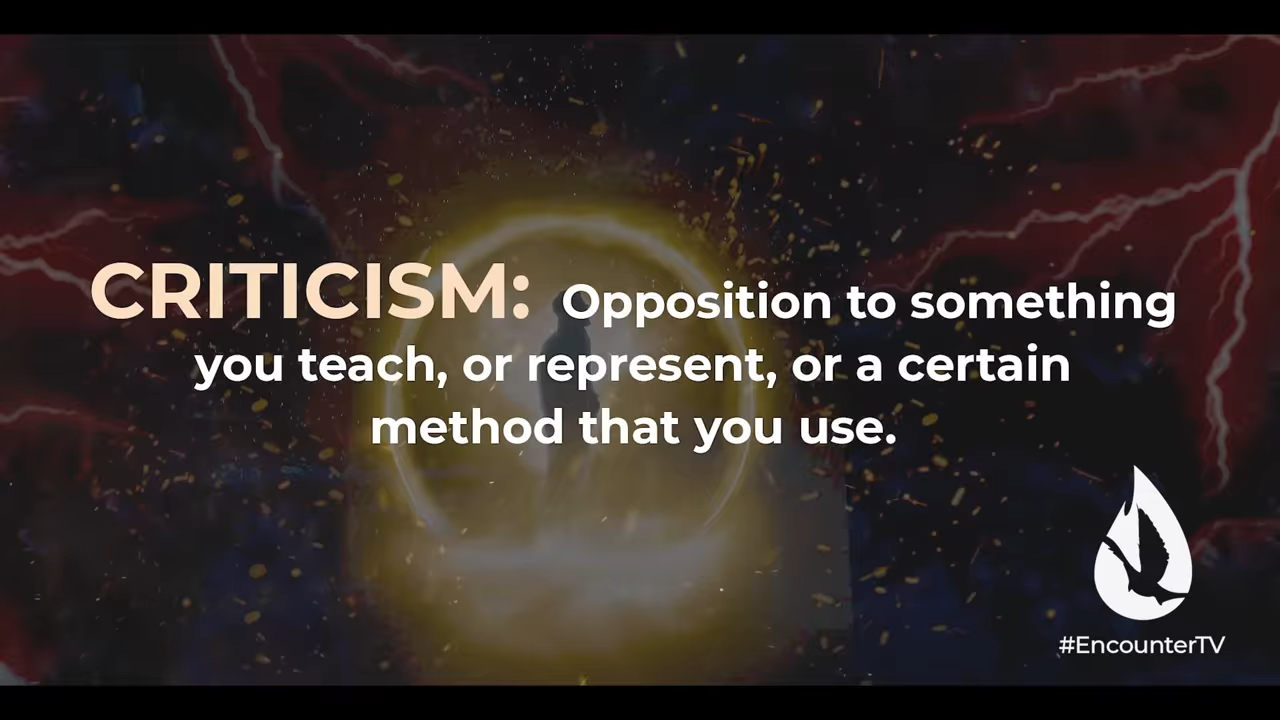 CRITICISM: Opposition to something
you teach, or represent, or a certain
method that you use.
#EncounterTV